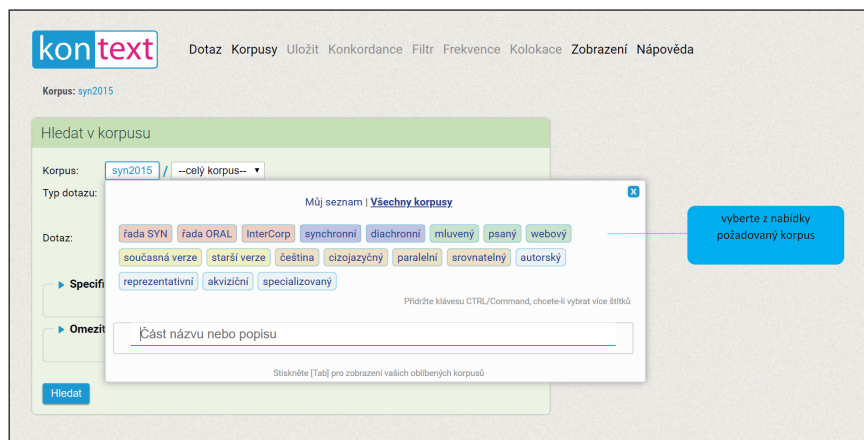 kontext
Dotaz Korpusy Uložit Konkordance Filtr Frekvence Kolokace Zobrazení Nápověda
Korpus: syn2015
Hledat v korpusu
Korpus: syn2015 / --celý korpus--
Typ dotazu:
Můj seznam | Všechny korpusy
x
Dotaz:
řada SYN řada ORAL InterCorp synchronní diachronní mluvený psaný webový
současná verze starší verze čeština cizojazyčný paralelní srovnatelný autorský
reprezentativní akviziční specializovaný
Přidržte klávesu CTRL/Command, chcete-li vybrat více štítků
Specifi
Omezit
Část názvu nebo popisu
Stiskněte [Tab] pro zobrazení vašich oblíbených korpusů
Hledat
vyberte z nabídky
požadovaný korpus